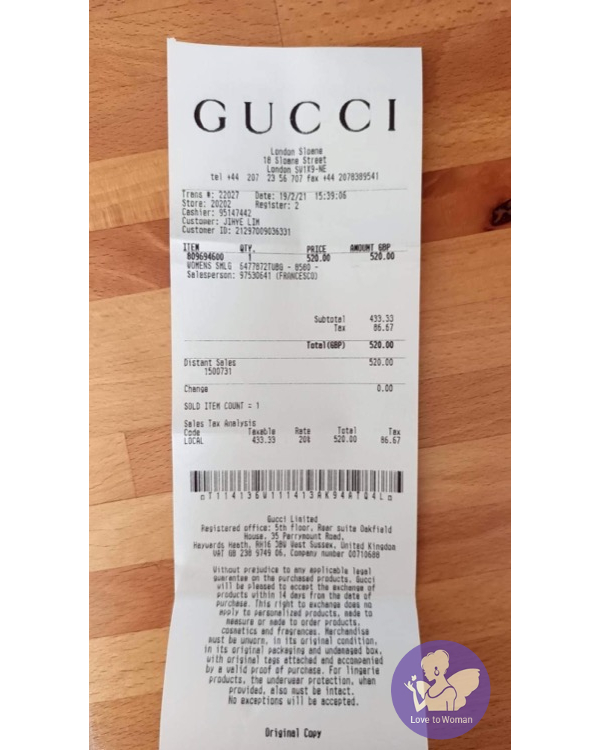 GUCCI
London Sloane
18 Sloane Street
London SW1X9-NE
tel +44 207 23 56 707 fax +44 2078389541
Trans #: 22027 Date: 19/2/21 15:39:06
Store: 20202 Register: 2
Cashier: 95147442
Customer: JIHYE LIM
Customer ID: 21297009036331
ITEM QTY. PRICE AMOUNT GBP
809694600 1 520.00 520.00
WOMENS SMLG 6477872TUBG - 8580 -
Salesperson: 97530641 (FRANCESCO)
Subtotal 433.33
Tax 86.67
Total(GBP) 520.00
Distant Sales 520.00
1500731
Change 0.00
SOLD ITEM COUNT = 1
Sales Tax Analysis
Code Taxable Rate Total Tax
LOCAL 433.33 20% 520.00 86.67
Gucci Limited
Registered office: 5th floor, Rear suite Oakfield
House, 35 Perrymount Road,
Haywards Heath, RH16 3BW West Sussex, United Kingdom
VAT GB 238 9749 06, Company number 00710688
Without prejudice to any applicable legal
guarantee on the purchased products, Gucci
will be pleased to accept the exchange of
products within 14 days from the date of
purchase. This right to exchange does no
apply to personalized products, made to
measure or made to order products,
cosmetics and fragrances. Merchandise
must be unworn, in its original condition,
in its original packaging and undamaged box,
with original tags attached and accompanied
by a valid proof of purchase. For lingerie
products, the underwear protection, when
provided, also must be intact.
No exceptions will be accepted.
Original Copy
Love to Woman